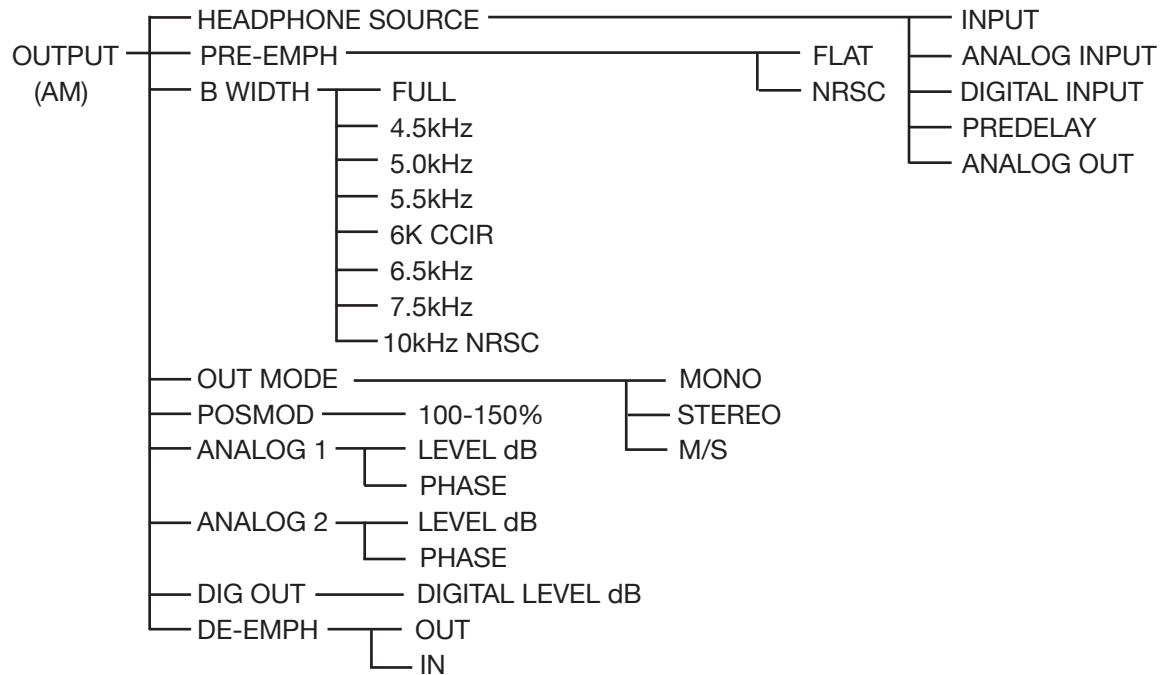 HEADPHONE SOURCE INPUT
OUTPUT PRE-EMPH FLAT ANALOG INPUT
(AM) B WIDTH FULL NRSC DIGITAL INPUT
4.5kHz PREDELAY
5.0kHz ANALOG OUT
5.5kHz
6K CCIR
6.5kHz
7.5kHz
10kHz NRSC
OUT MODE MONO
POSMOD 100-150% STEREO
ANALOG 1 LEVEL dB M/S
PHASE
ANALOG 2 LEVEL dB
PHASE
DIG OUT DIGITAL LEVEL dB
DE-EMPH OUT
IN